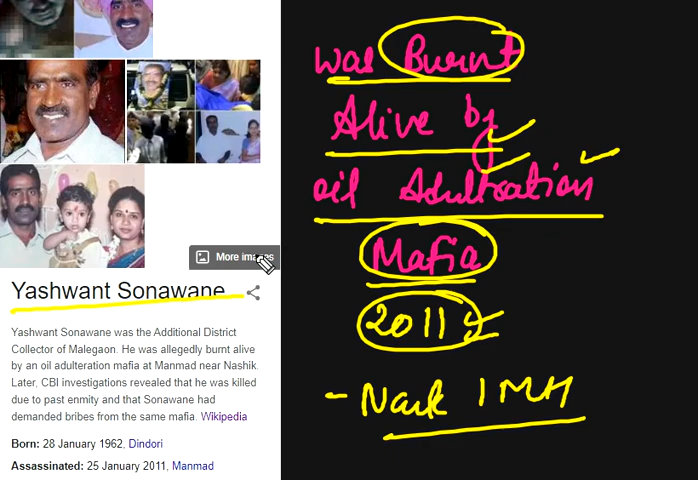 More images
Yashwant Sonawane
Yashwant Sonawane was the Additional District
Collector of Malegaon. He was allegedly burnt alive
by an oil adulteration mafia at Manmad near Nashik.
Later, CBI investigations revealed that he was killed
due to past enmity and that Sonawane had
demanded bribes from the same mafia. Wikipedia
Born: 28 January 1962, Dindori
Assassinated: 25 January 2011, Manmad
was Burnt
Alive by
oil Adultration
Mafia
2011